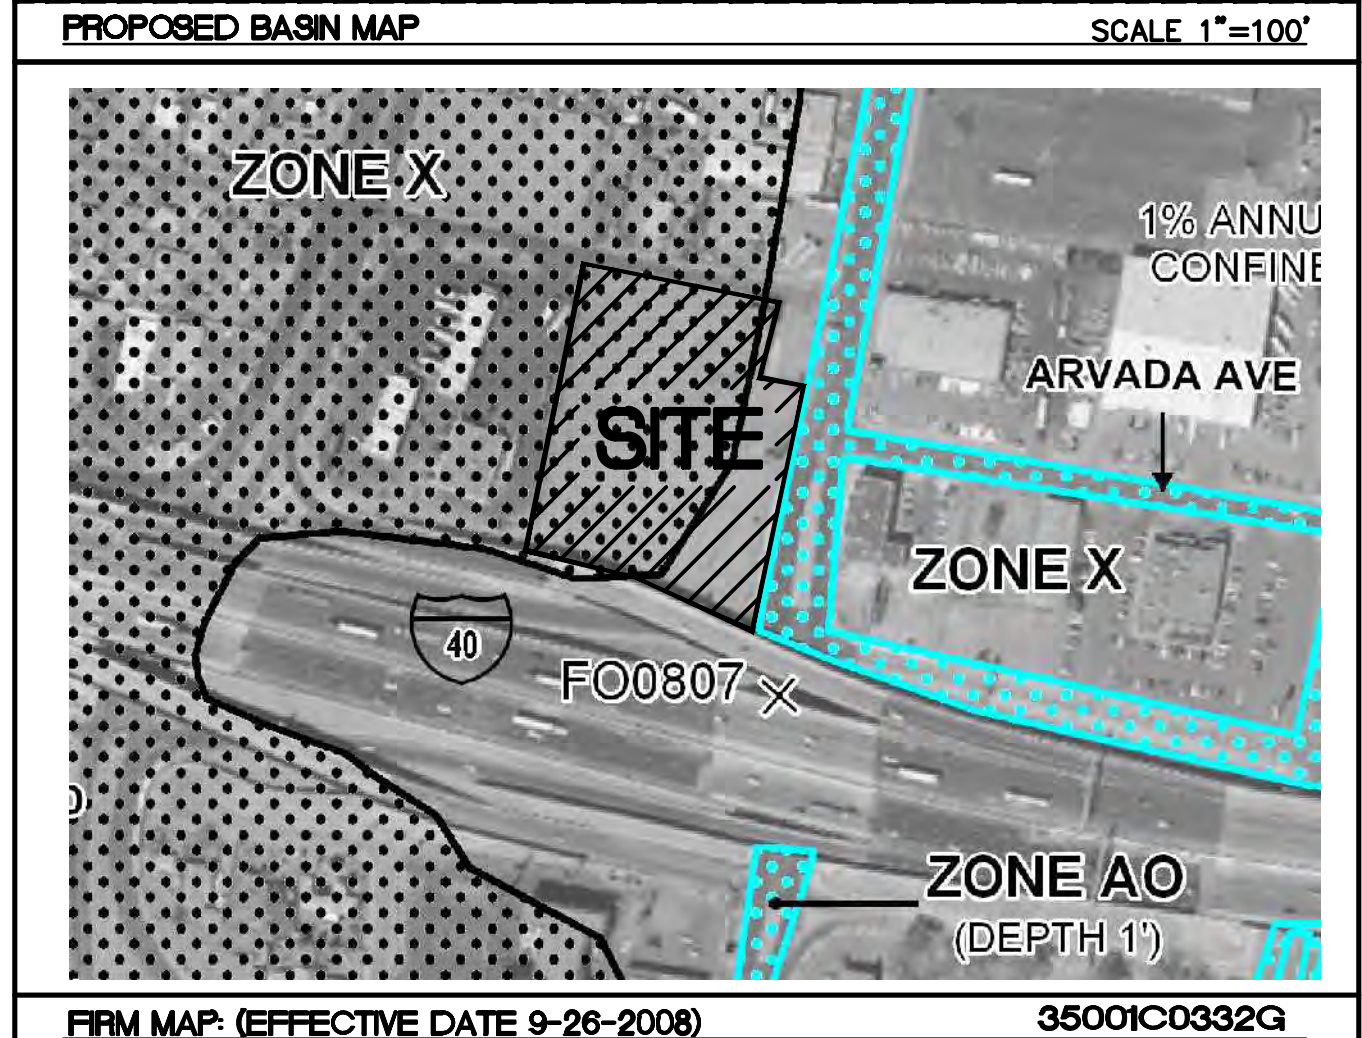 PROPOSED BASIN MAP
SCALE 1"=100'
ZONE X
1% ANNU
CONFINE
ARVADA AVE
SITE
ZONE X
40
FO0807
ZONE AO
(DEPTH 1')
FIRM MAP: (EFFECTIVE DATE 9-26-2008)
35001C0332G